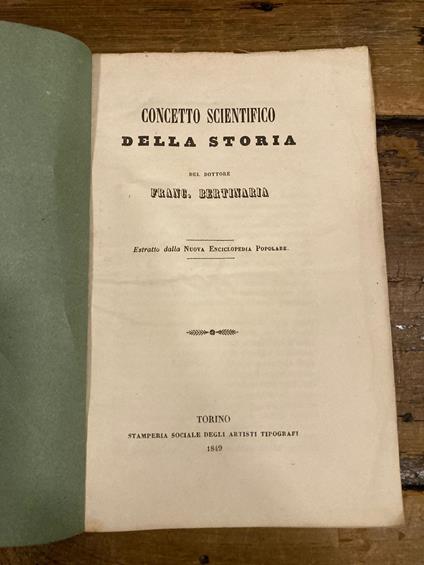 CONCETTO SCIENTIFICO
DELLA STORIA
DEL DOTTORE
FRANC. BERTINARIA
Estratto dalla NUOVA ENCICLOPEDIA POPOLARE.
TORINO
STAMPERIA SOCIALE DEGLI ARTISTI TIPOGRAFI
1849